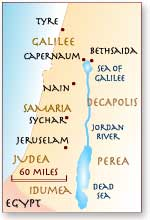 TYRE
GALILEE
CAPERNAUM
BETHSAIDA
SEA OF
GALILEE
NAIN
DECAPOLIS
SAMARIA
SYCHAR
JORDAN
RIVER
JERUSELAM
JUDEA
PEREA
60 MILES
IDUMEA
DEAD
SEA
EGYPT